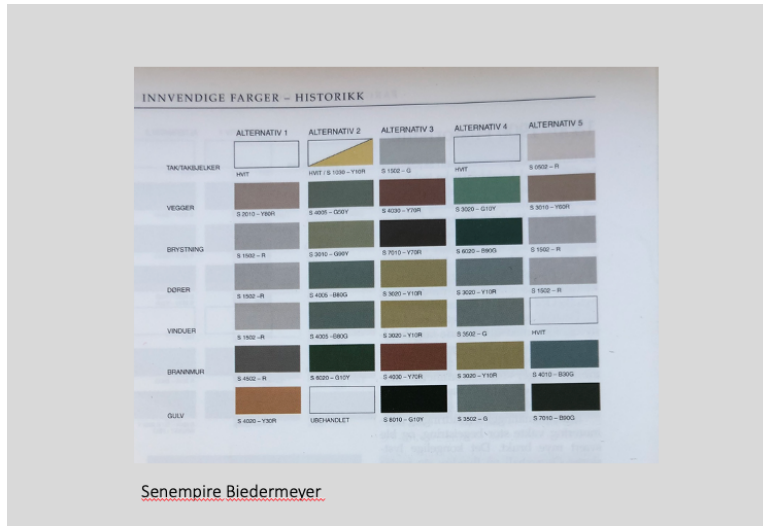 INNVENDIGE FARGER – HISTORIKK
ALTERNATIV 1 ALTERNATIV 2 ALTERNATIV 3 ALTERNATIV 4 ALTERNATIV 5
TAK/TAKBJELKER
HVIT HVIT / S 1030 – Y10R S 1502 – G HVIT S 0502 – R
VEGGER
S 2010 – Y60R S 4005 – G50Y S 4030 – Y70R S 3020 – G10Y S 3010 – Y60R
BRYSTNING
S 1502 – R S 3010 – G90Y S 7010 – Y70R S 6020 – B90G S 1502 – R
DØRER
S 1502 –R S 4005 –B80G S 3020 – Y10R S 3020 – Y10R S 1502 – R
VINDUER
S 1502 –R S 4005 –B80G S 3020 – Y10R S 3502 – G HVIT
BRANNMUR
S 4502 – R S 6020 – G10Y S 4030 – Y70R S 3020 – Y10R S 4010 – B90G
GULV
S 4020 – Y30R UBEHANDLET S 8010 – G10Y S 3502 – G S 7010 – B90G
Senempire Biedermeyer